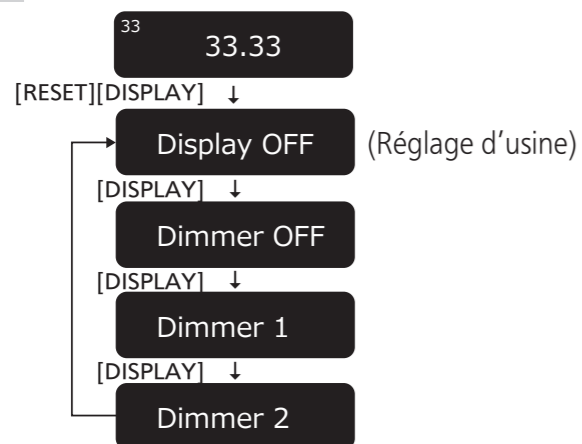 33
33.33
[RESET][DISPLAY] ↓
Display OFF (Réglage d'usine)
[DISPLAY] ↓
Dimmer OFF
[DISPLAY] ↓
Dimmer 1
[DISPLAY] ↓
Dimmer 2